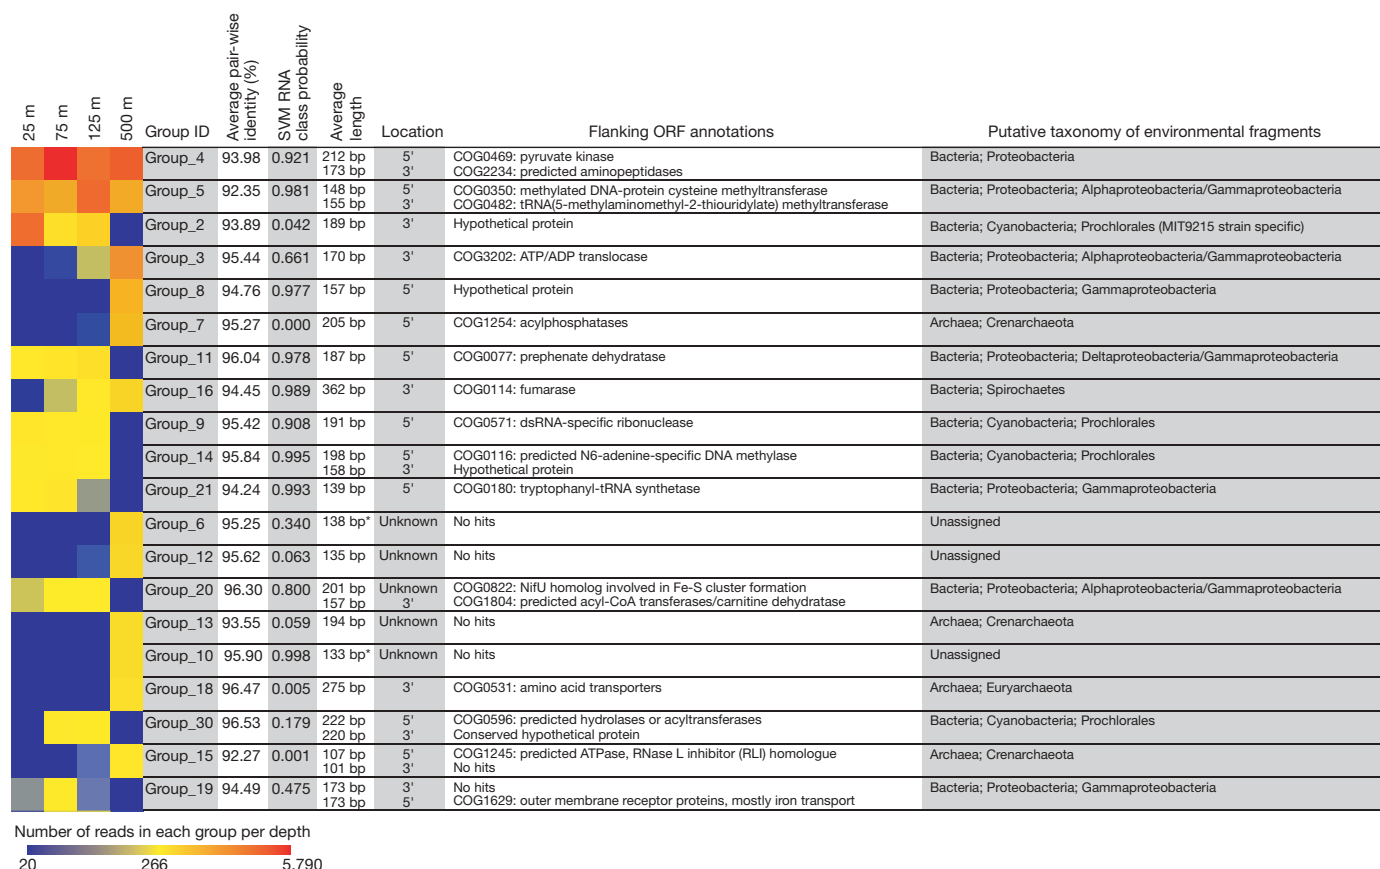 25 m 75 m 125 m 500 m Group ID Average pair-wise identity (%) SVM RNA class probability Average length Location Flanking ORF annotations Putative taxonomy of environmental fragments
Group_4 93.98 0.921 212 bp 5' COG0469: pyruvate kinase Bacteria; Proteobacteria
173 bp 3' COG2234: predicted aminopeptidases
Group_5 92.35 0.981 148 bp 5' COG0350: methylated DNA-protein cysteine methyltransferase Bacteria; Proteobacteria; Alphaproteobacteria/Gammaproteobacteria
155 bp 3' COG0482: tRNA(5-methylaminomethyl-2-thiouridylate) methyltransferase
Group_2 93.89 0.042 189 bp 3' Hypothetical protein Bacteria; Cyanobacteria; Prochlorales (MIT9215 strain specific)
Group_3 95.44 0.661 170 bp 3' COG3202: ATP/ADP translocase Bacteria; Proteobacteria; Alphaproteobacteria/Gammaproteobacteria
Group_8 94.76 0.977 157 bp 5' Hypothetical protein Bacteria; Proteobacteria; Gammaproteobacteria
Group_7 95.27 0.000 205 bp 5' COG1254: acylphosphatases Archaea; Crenarchaeota
Group_11 96.04 0.978 187 bp 5' COG0077: prephenate dehydratase Bacteria; Proteobacteria; Deltaproteobacteria/Gammaproteobacteria
Group_16 94.45 0.989 362 bp 3' COG0114: fumarase Bacteria; Spirochaetes
Group_9 95.42 0.908 191 bp 5' COG0571: dsRNA-specific ribonuclease Bacteria; Cyanobacteria; Prochlorales
Group_14 95.84 0.995 198 bp 5' COG0116: predicted N6-adenine-specific DNA methylase Bacteria; Cyanobacteria; Prochlorales
158 bp 3' Hypothetical protein
Group_21 94.24 0.993 139 bp 5' COG0180: tryptophanyl-tRNA synthetase Bacteria; Proteobacteria; Gammaproteobacteria
Group_6 95.25 0.340 138 bp* Unknown No hits Unassigned
Group_12 95.62 0.063 135 bp Unknown No hits Unassigned
Group_20 96.30 0.800 201 bp Unknown COG0822: NifU homolog involved in Fe-S cluster formation Bacteria; Proteobacteria; Alphaproteobacteria/Gammaproteobacteria
157 bp 3' COG1804: predicted acyl-CoA transferases/carnitine dehydratase
Group_13 93.55 0.059 194 bp Unknown No hits Archaea; Crenarchaeota
Group_10 95.90 0.998 133 bp* Unknown No hits Unassigned
Group_18 96.47 0.005 275 bp 3' COG0531: amino acid transporters Archaea; Euryarchaeota
Group_30 96.53 0.179 222 bp 5' COG0596: predicted hydrolases or acyltransferases Bacteria; Cyanobacteria; Prochlorales
220 bp 3' Conserved hypothetical protein
Group_15 92.27 0.001 107 bp 5' COG1245: predicted ATPase, RNase L inhibitor (RLI) homologue Archaea; Crenarchaeota
101 bp 3' No hits
Group_19 94.49 0.475 173 bp 3' No hits Bacteria; Proteobacteria; Gammaproteobacteria
173 bp 5' COG1629: outer membrane receptor proteins, mostly iron transport
Number of reads in each group per depth
20 266 5,790